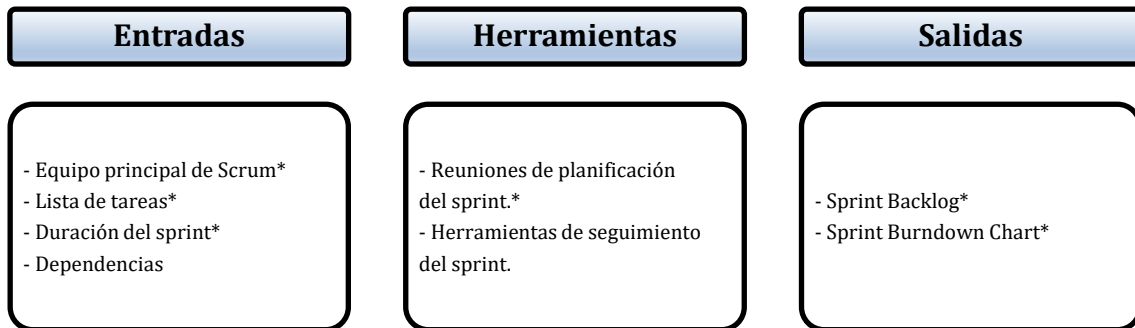 Entradas
Herramientas
Salidas
- Equipo principal de Scrum*
- Lista de tareas*
- Duración del sprint*
- Dependencias
- Reuniones de planificación
del sprint.*
- Herramientas de seguimiento
del sprint.
- Sprint Backlog*
- Sprint Burndown Chart*